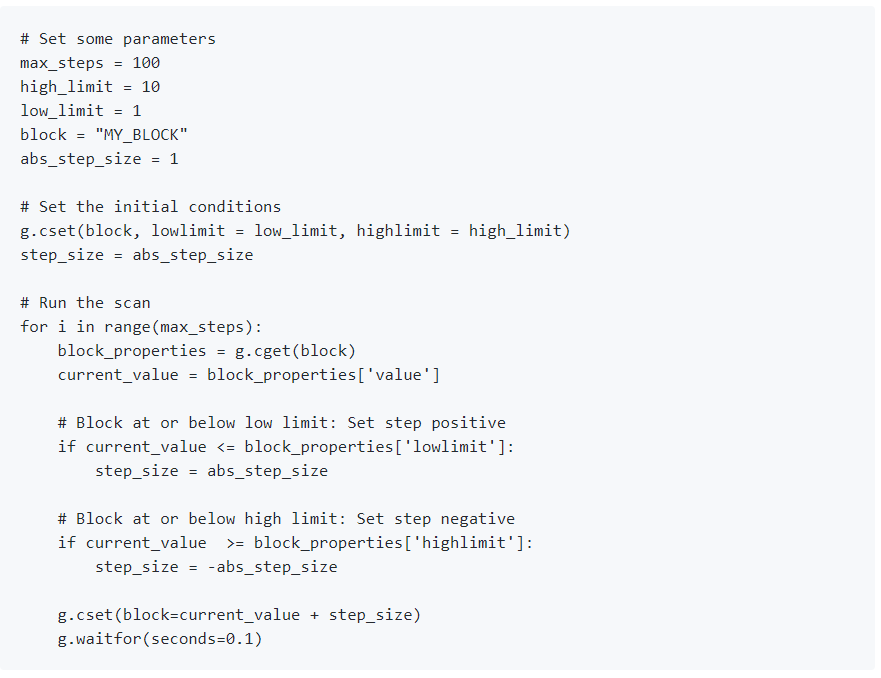 # Set some parameters
max_steps = 100
high_limit = 10
low_limit = 1
block = "MY_BLOCK"
abs_step_size = 1

# Set the initial conditions
g.cset(block, lowlimit = low_limit, highlimit = high_limit)
step_size = abs_step_size

# Run the scan
for i in range(max_steps):
    block_properties = g.cget(block)
    current_value = block_properties['value']

    # Block at or below low limit: Set step positive
    if current_value <= block_properties['lowlimit']:
        step_size = abs_step_size

    # Block at or below high limit: Set step negative
    if current_value  >= block_properties['highlimit']:
        step_size = -abs_step_size

    g.cset(block=current_value + step_size)
    g.waitfor(seconds=0.1)